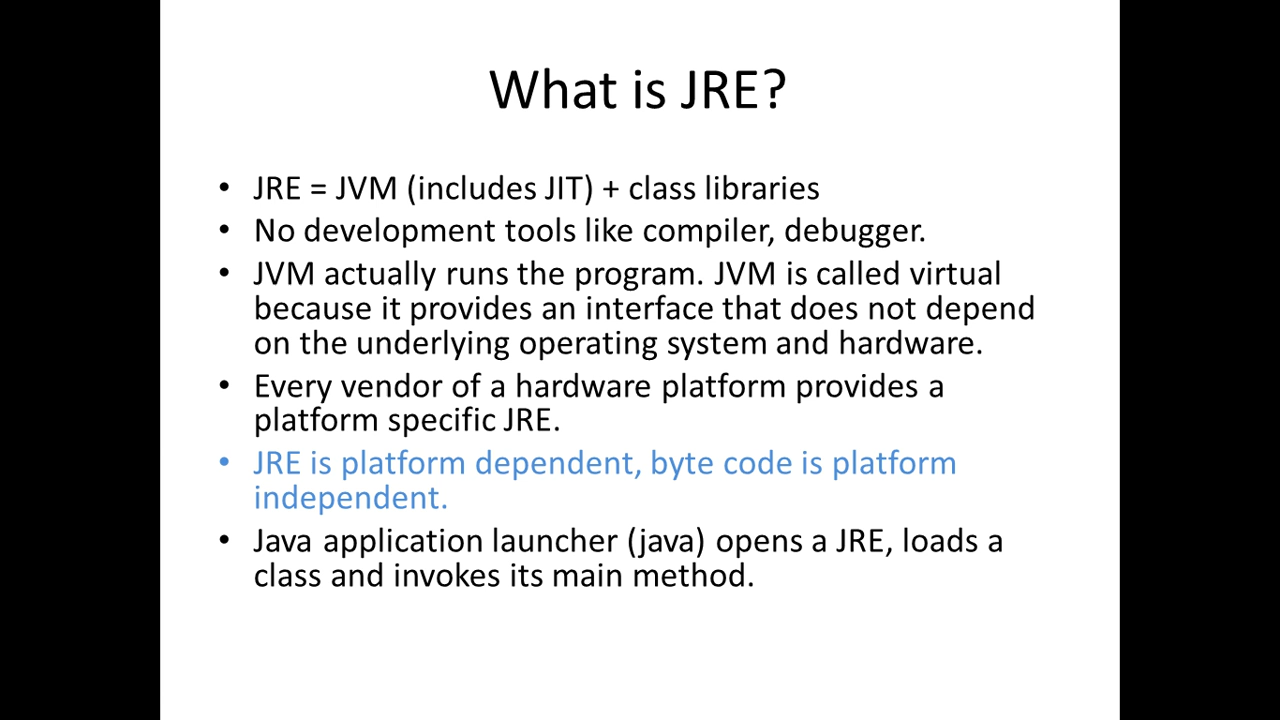 What is JRE?
• JRE = JVM (includes JIT) + class libraries
• No development tools like compiler, debugger.
• JVM actually runs the program. JVM is called virtual
because it provides an interface that does not depend
on the underlying operating system and hardware.
• Every vendor of a hardware platform provides a
platform specific JRE.
• JRE is platform dependent, byte code is platform
independent.
• Java application launcher (java) opens a JRE, loads a
class and invokes its main method.